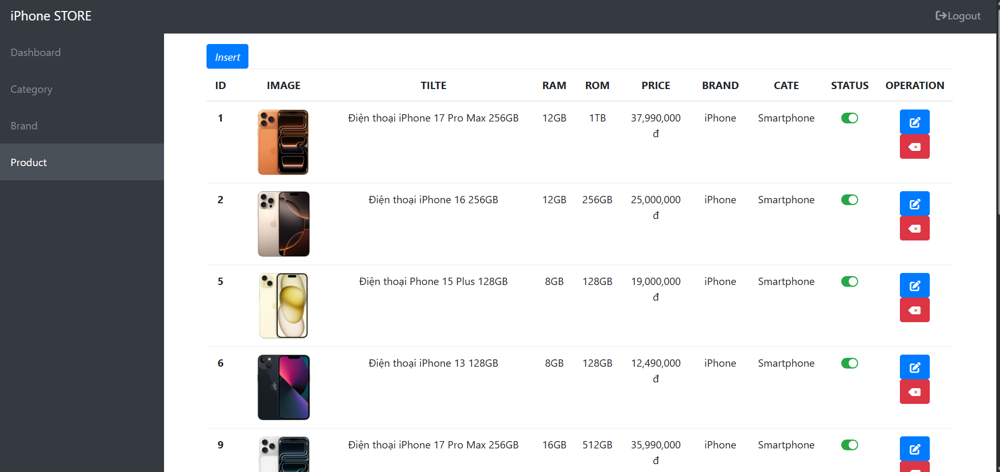 iPhone STORE
Logout
Dashboard
Category
Brand
Product
Insert
ID IMAGE TILTE RAM ROM PRICE BRAND CATE STATUS OPERATION
1 Điện thoại iPhone 17 Pro Max 256GB 12GB 1TB 37,990,000 iPhone Smartphone
đ
2 Điện thoại iPhone 16 256GB 12GB 256GB 25,000,000 iPhone Smartphone
đ
5 Điện thoại Phone 15 Plus 128GB 8GB 128GB 19,000,000 iPhone Smartphone
đ
6 Điện thoại iPhone 13 128GB 8GB 128GB 12,490,000 iPhone Smartphone
đ
9 Điện thoại iPhone 17 Pro Max 256GB 16GB 512GB 35,990,000 iPhone Smartphone
đ